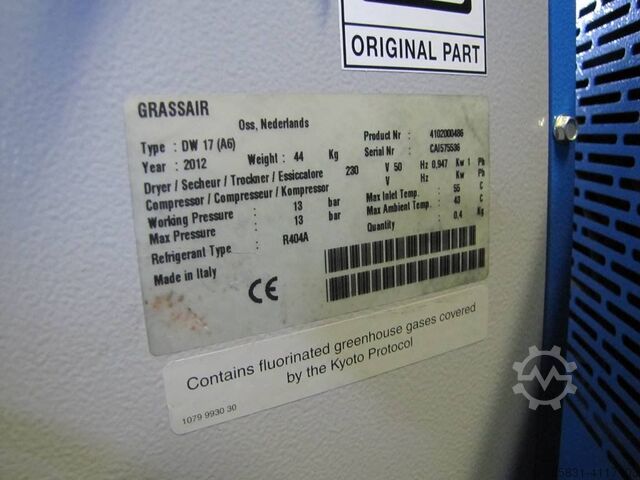 ORIGINAL PART
GRASSAIR
Oss, Nederlands
Type : DW 17 (A6) Product Nr : 4102000486
Year : 2012 Weight : 44 Kg Serial Nr : CAI575536
Dryer / Secheur / Trockner / Essiccatore 230 V 50 Hz 0,947 Kw 1 Ph
Compressor / Compresseur / Kompressor V Hz Kw Ph
Working Pressure : 13 bar Max Inlet Temp. : 55 C
Max Pressure : 13 bar Max Ambient Temp. : 43 C
Refrigerant Type : R404A Quantity : 0,4 Kg
Made in Italy
CE
Contains fluorinated greenhouse gases covered
by the Kyoto Protocol
1079 9930 30